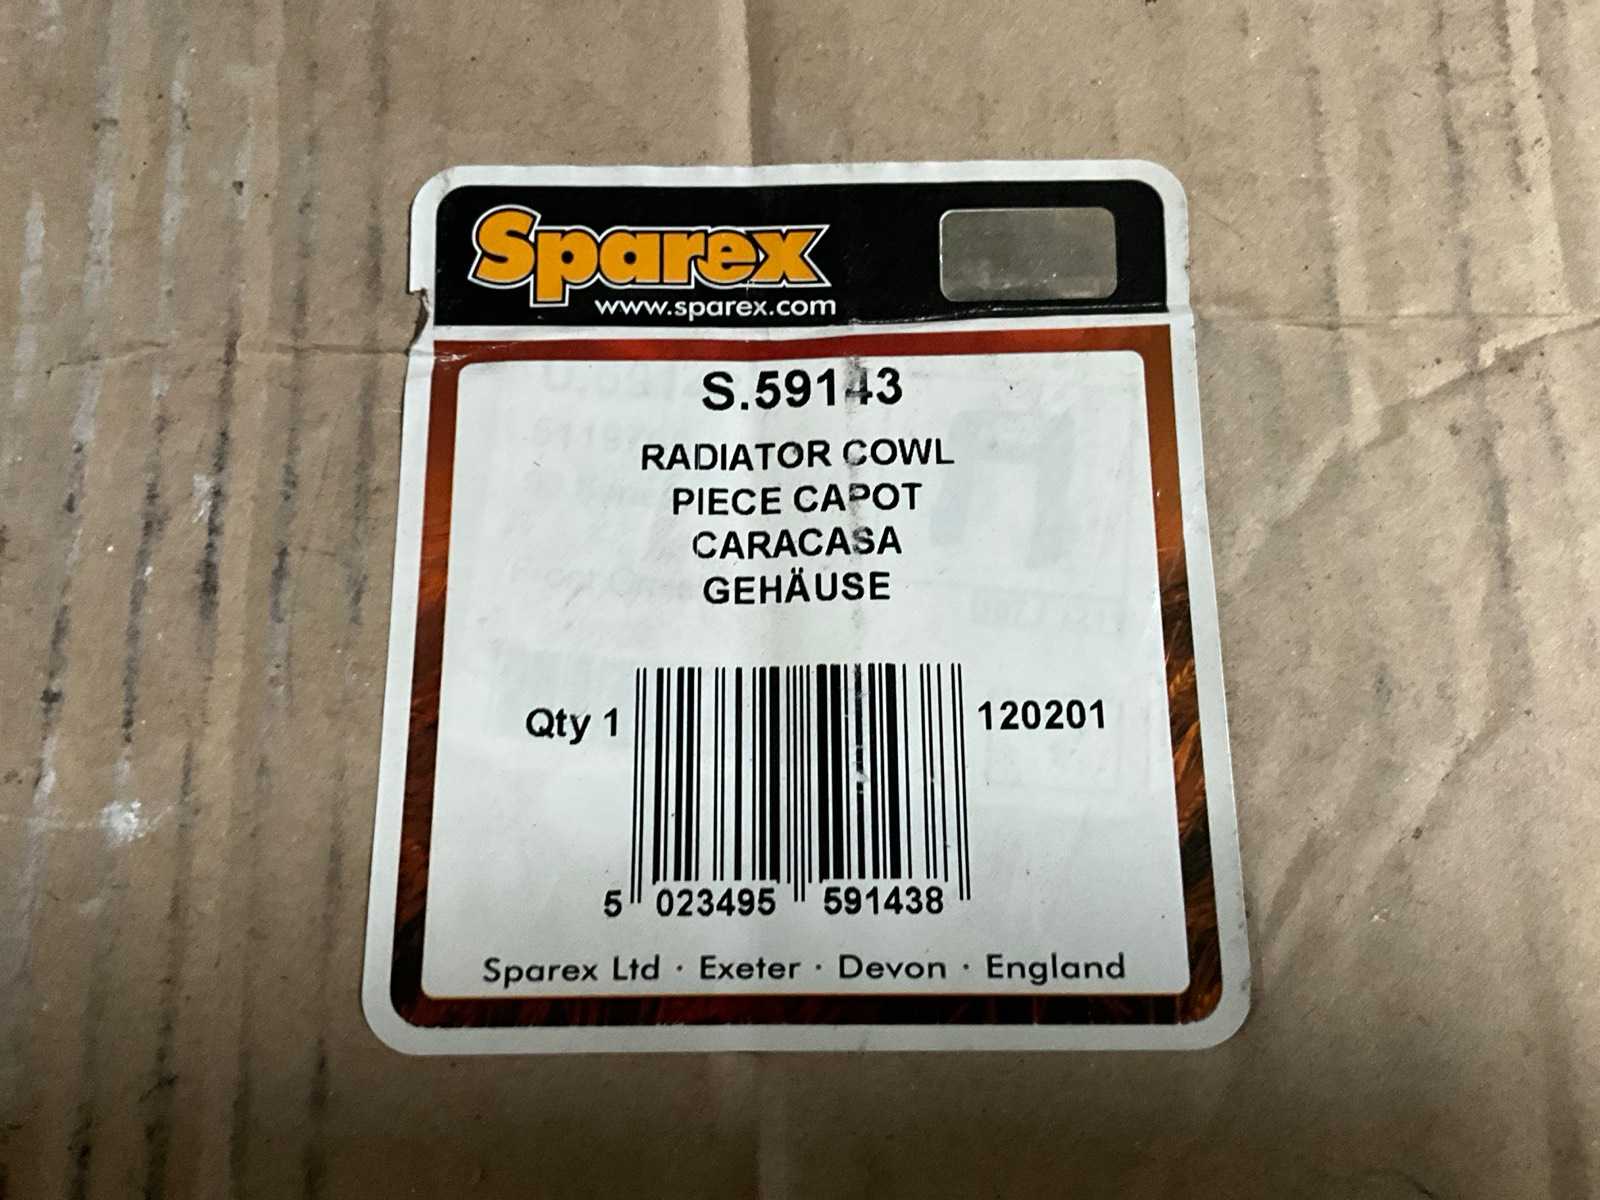 Sparex
www.sparex.com
S.59143
RADIATOR COWL
PIECE CAPOT
CARACASA
GEHÄUSE
Qty 1
120201
5 023495 591438
Sparex Ltd · Exeter · Devon · England